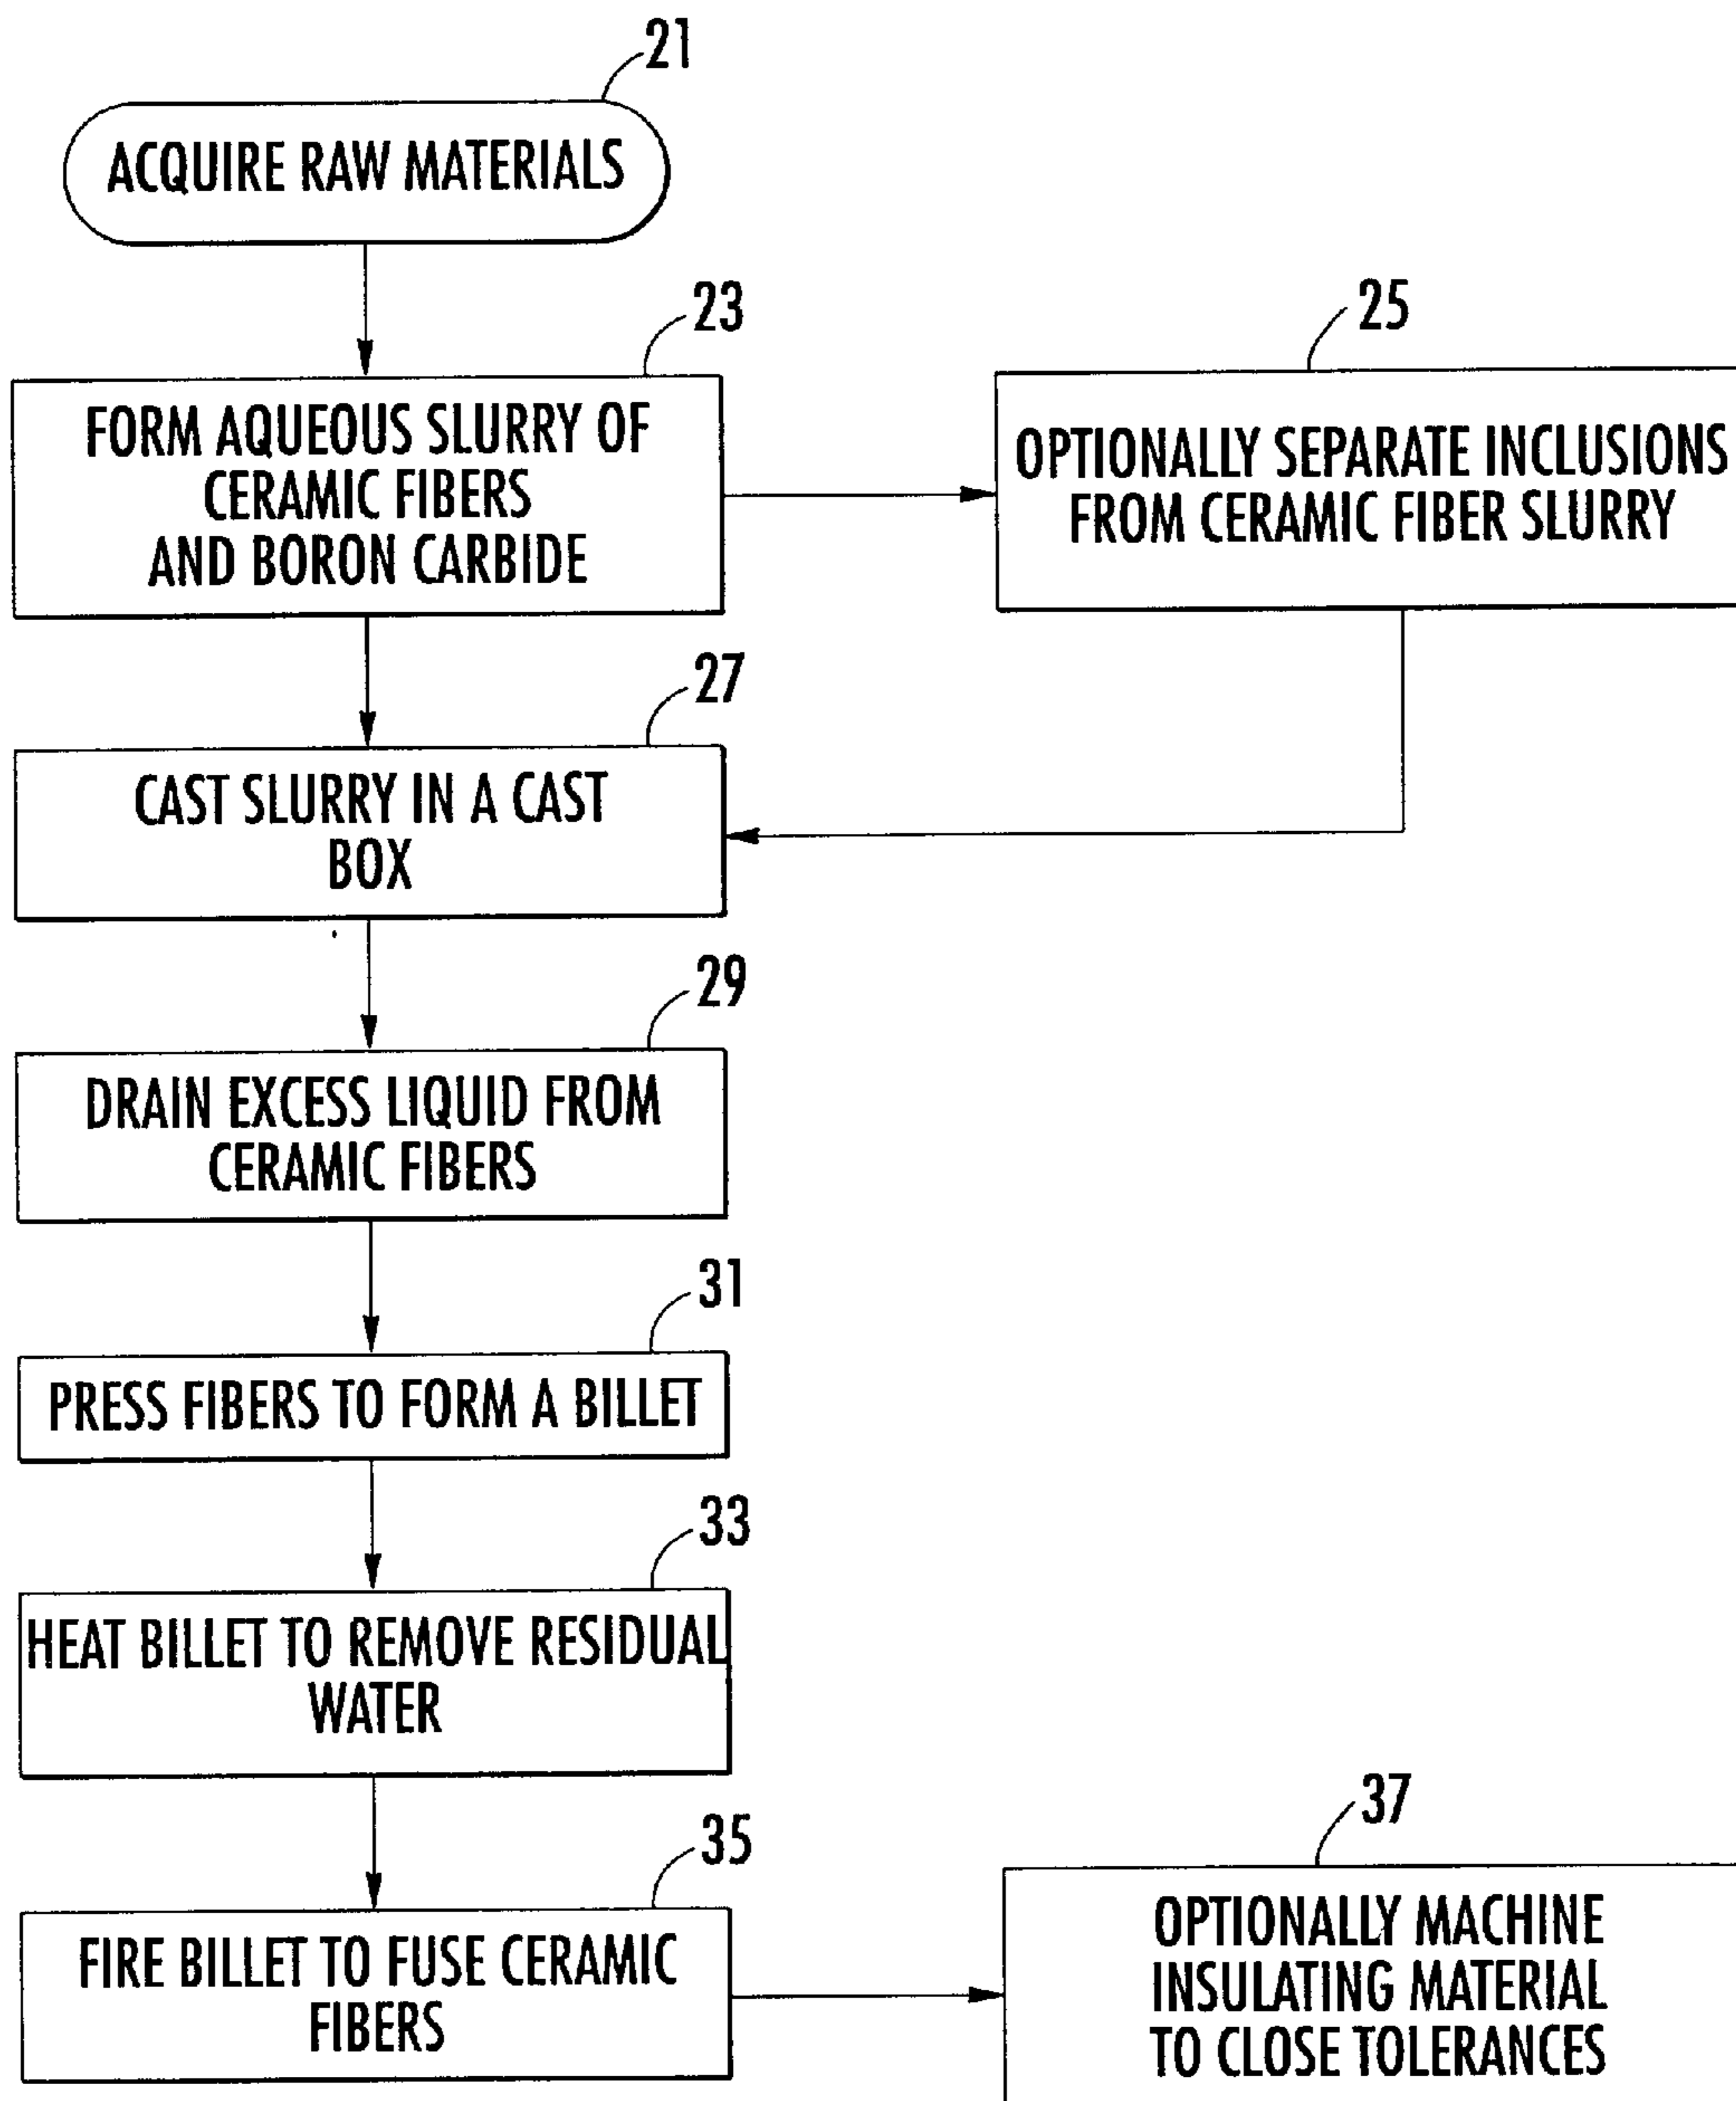 21
ACQUIRE RAW MATERIALS
23
FORM AQUEOUS SLURRY OF
CERAMIC FIBERS
AND BORON CARBIDE
25
OPTIONALLY SEPARATE INCLUSIONS
FROM CERAMIC FIBER SLURRY
27
CAST SLURRY IN A CAST
BOX
29
DRAIN EXCESS LIQUID FROM
CERAMIC FIBERS
31
PRESS FIBERS TO FORM A BILLET
33
HEAT BILLET TO REMOVE RESIDUAL
WATER
35
FIRE BILLET TO FUSE CERAMIC
FIBERS
37
OPTIONALLY MACHINE
INSULATING MATERIAL
TO CLOSE TOLERANCES